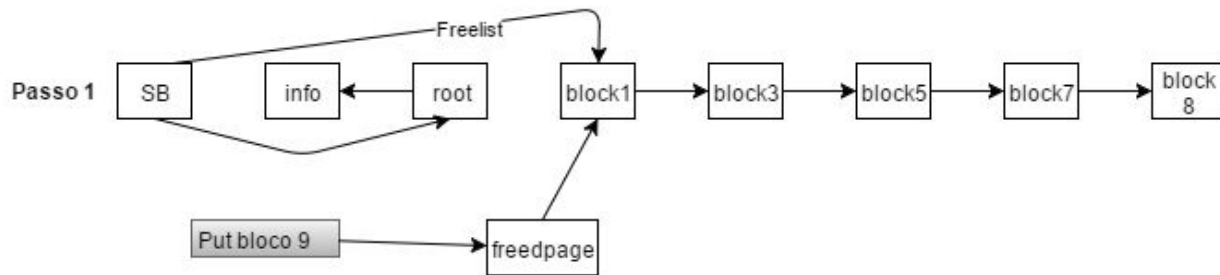 Freelist
Passo 1
SB
info
root
block1
block3
block5
block7
block
8
Put bloco 9
freedpage